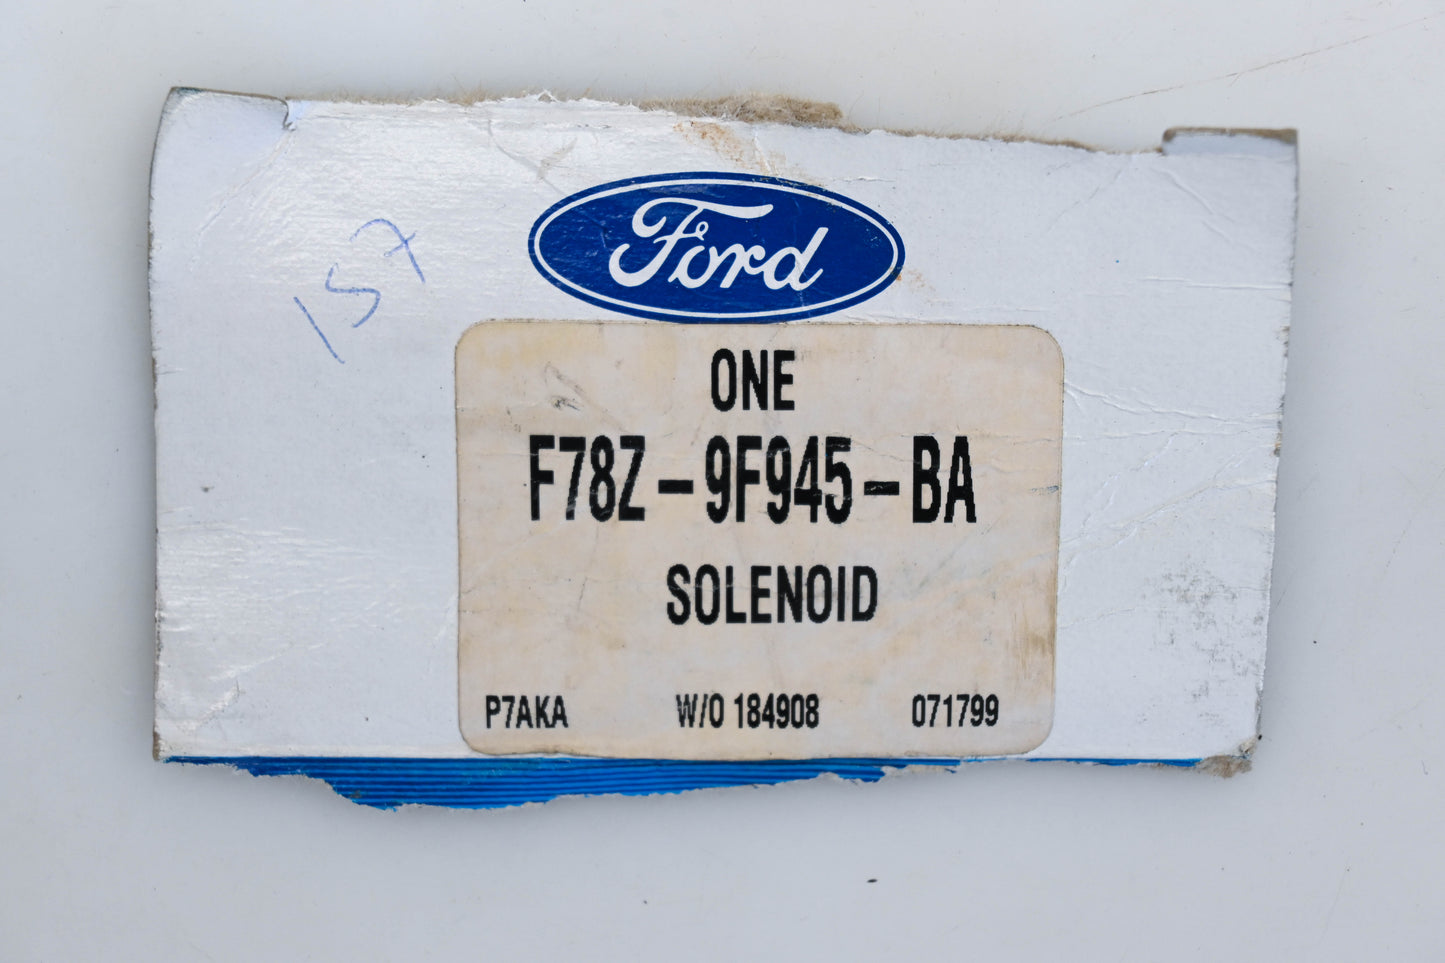 157
Ford
ONE
F78Z-9F945-BA
SOLENOID
P7AKA W/O 184908 071799